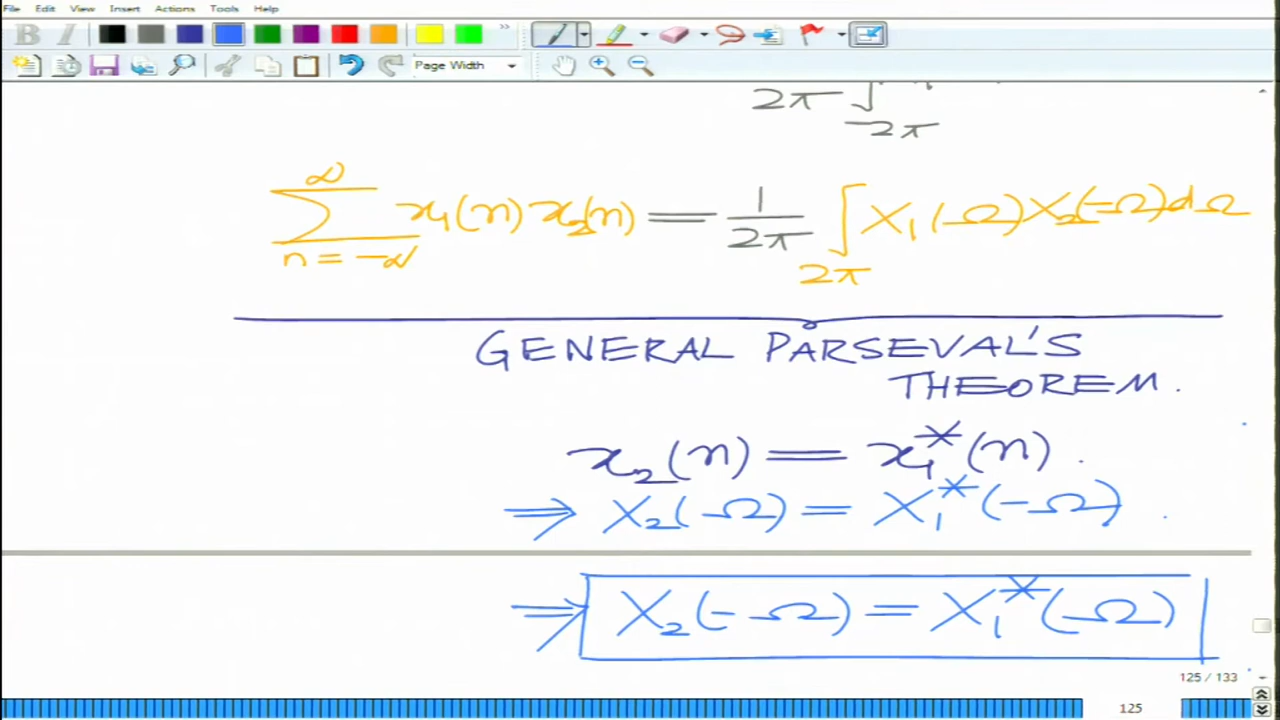 File Edit View Insert Actions Tools Help
B I
Page Width
2π ∫
-2π
∞
∑ x₁(n) x₂(n) = 1/2π ∫ X₁(Ω) X₂(-Ω) dΩ
n = -∞ 2π
GENERAL PARSEVAL'S
THEOREM.
x₂(n) = x₁*(n).
⇒ X₂(Ω) = X₁*(-Ω).
⇒ X₂(-Ω) = X₁*(Ω)
125 / 133
125